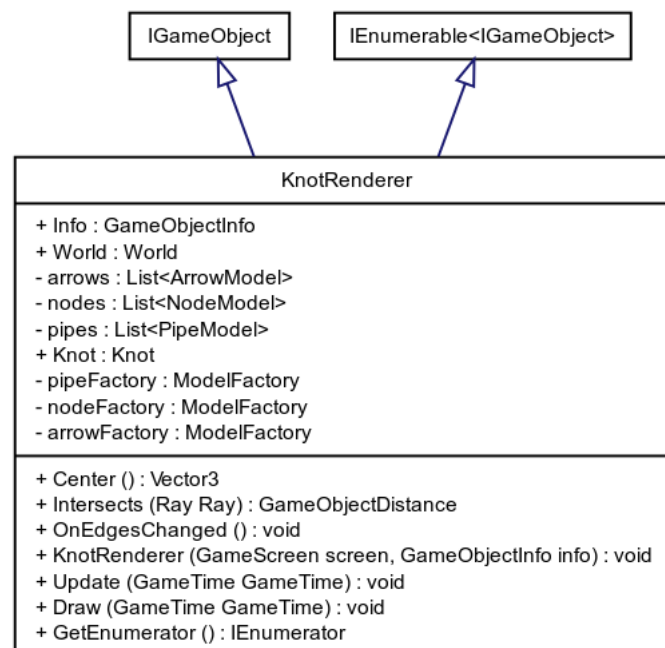 IGameObject
IEnumerable<IGameObject>
KnotRenderer
+ Info : GameObjectInfo
+ World : World
- arrows : List<ArrowModel>
- nodes : List<NodeModel>
- pipes : List<PipeModel>
+ Knot : Knot
- pipeFactory : ModelFactory
- nodeFactory : ModelFactory
- arrowFactory : ModelFactory
+ Center () : Vector3
+ Intersects (Ray Ray) : GameObjectDistance
+ OnEdgesChanged () : void
+ KnotRenderer (GameScreen screen, GameObjectInfo info) : void
+ Update (GameTime GameTime) : void
+ Draw (GameTime GameTime) : void
+ GetEnumerator () : IEnumerator